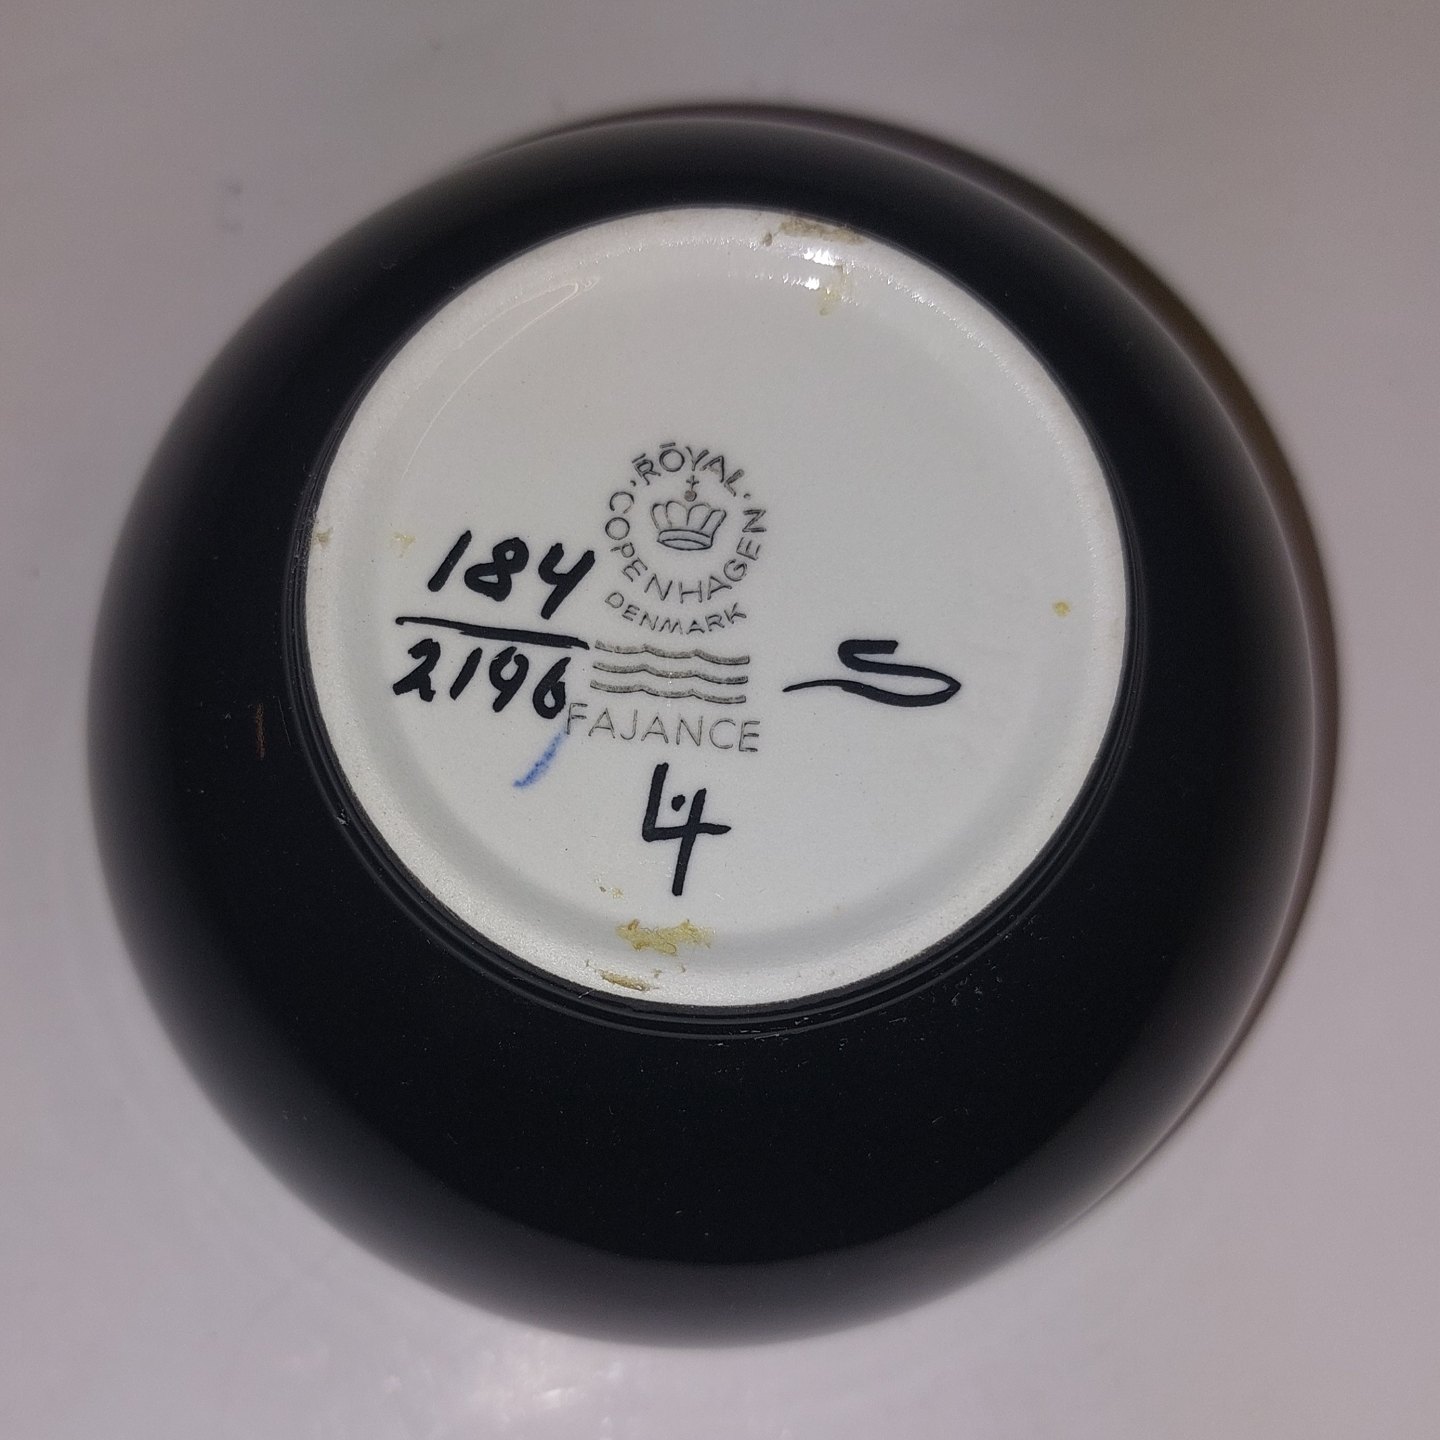 ROYAL
COPENHAGEN
DENMARK
184
2196
FAJANCE
S
4